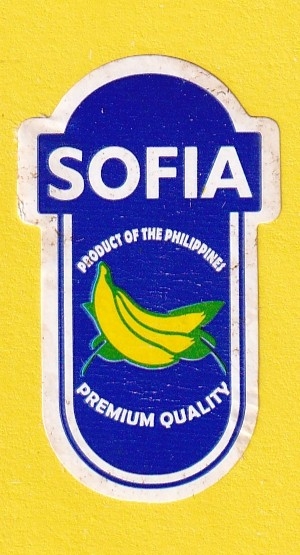 SOFIA
PRODUCT OF THE PHILIPPINES
PREMIUM QUALITY